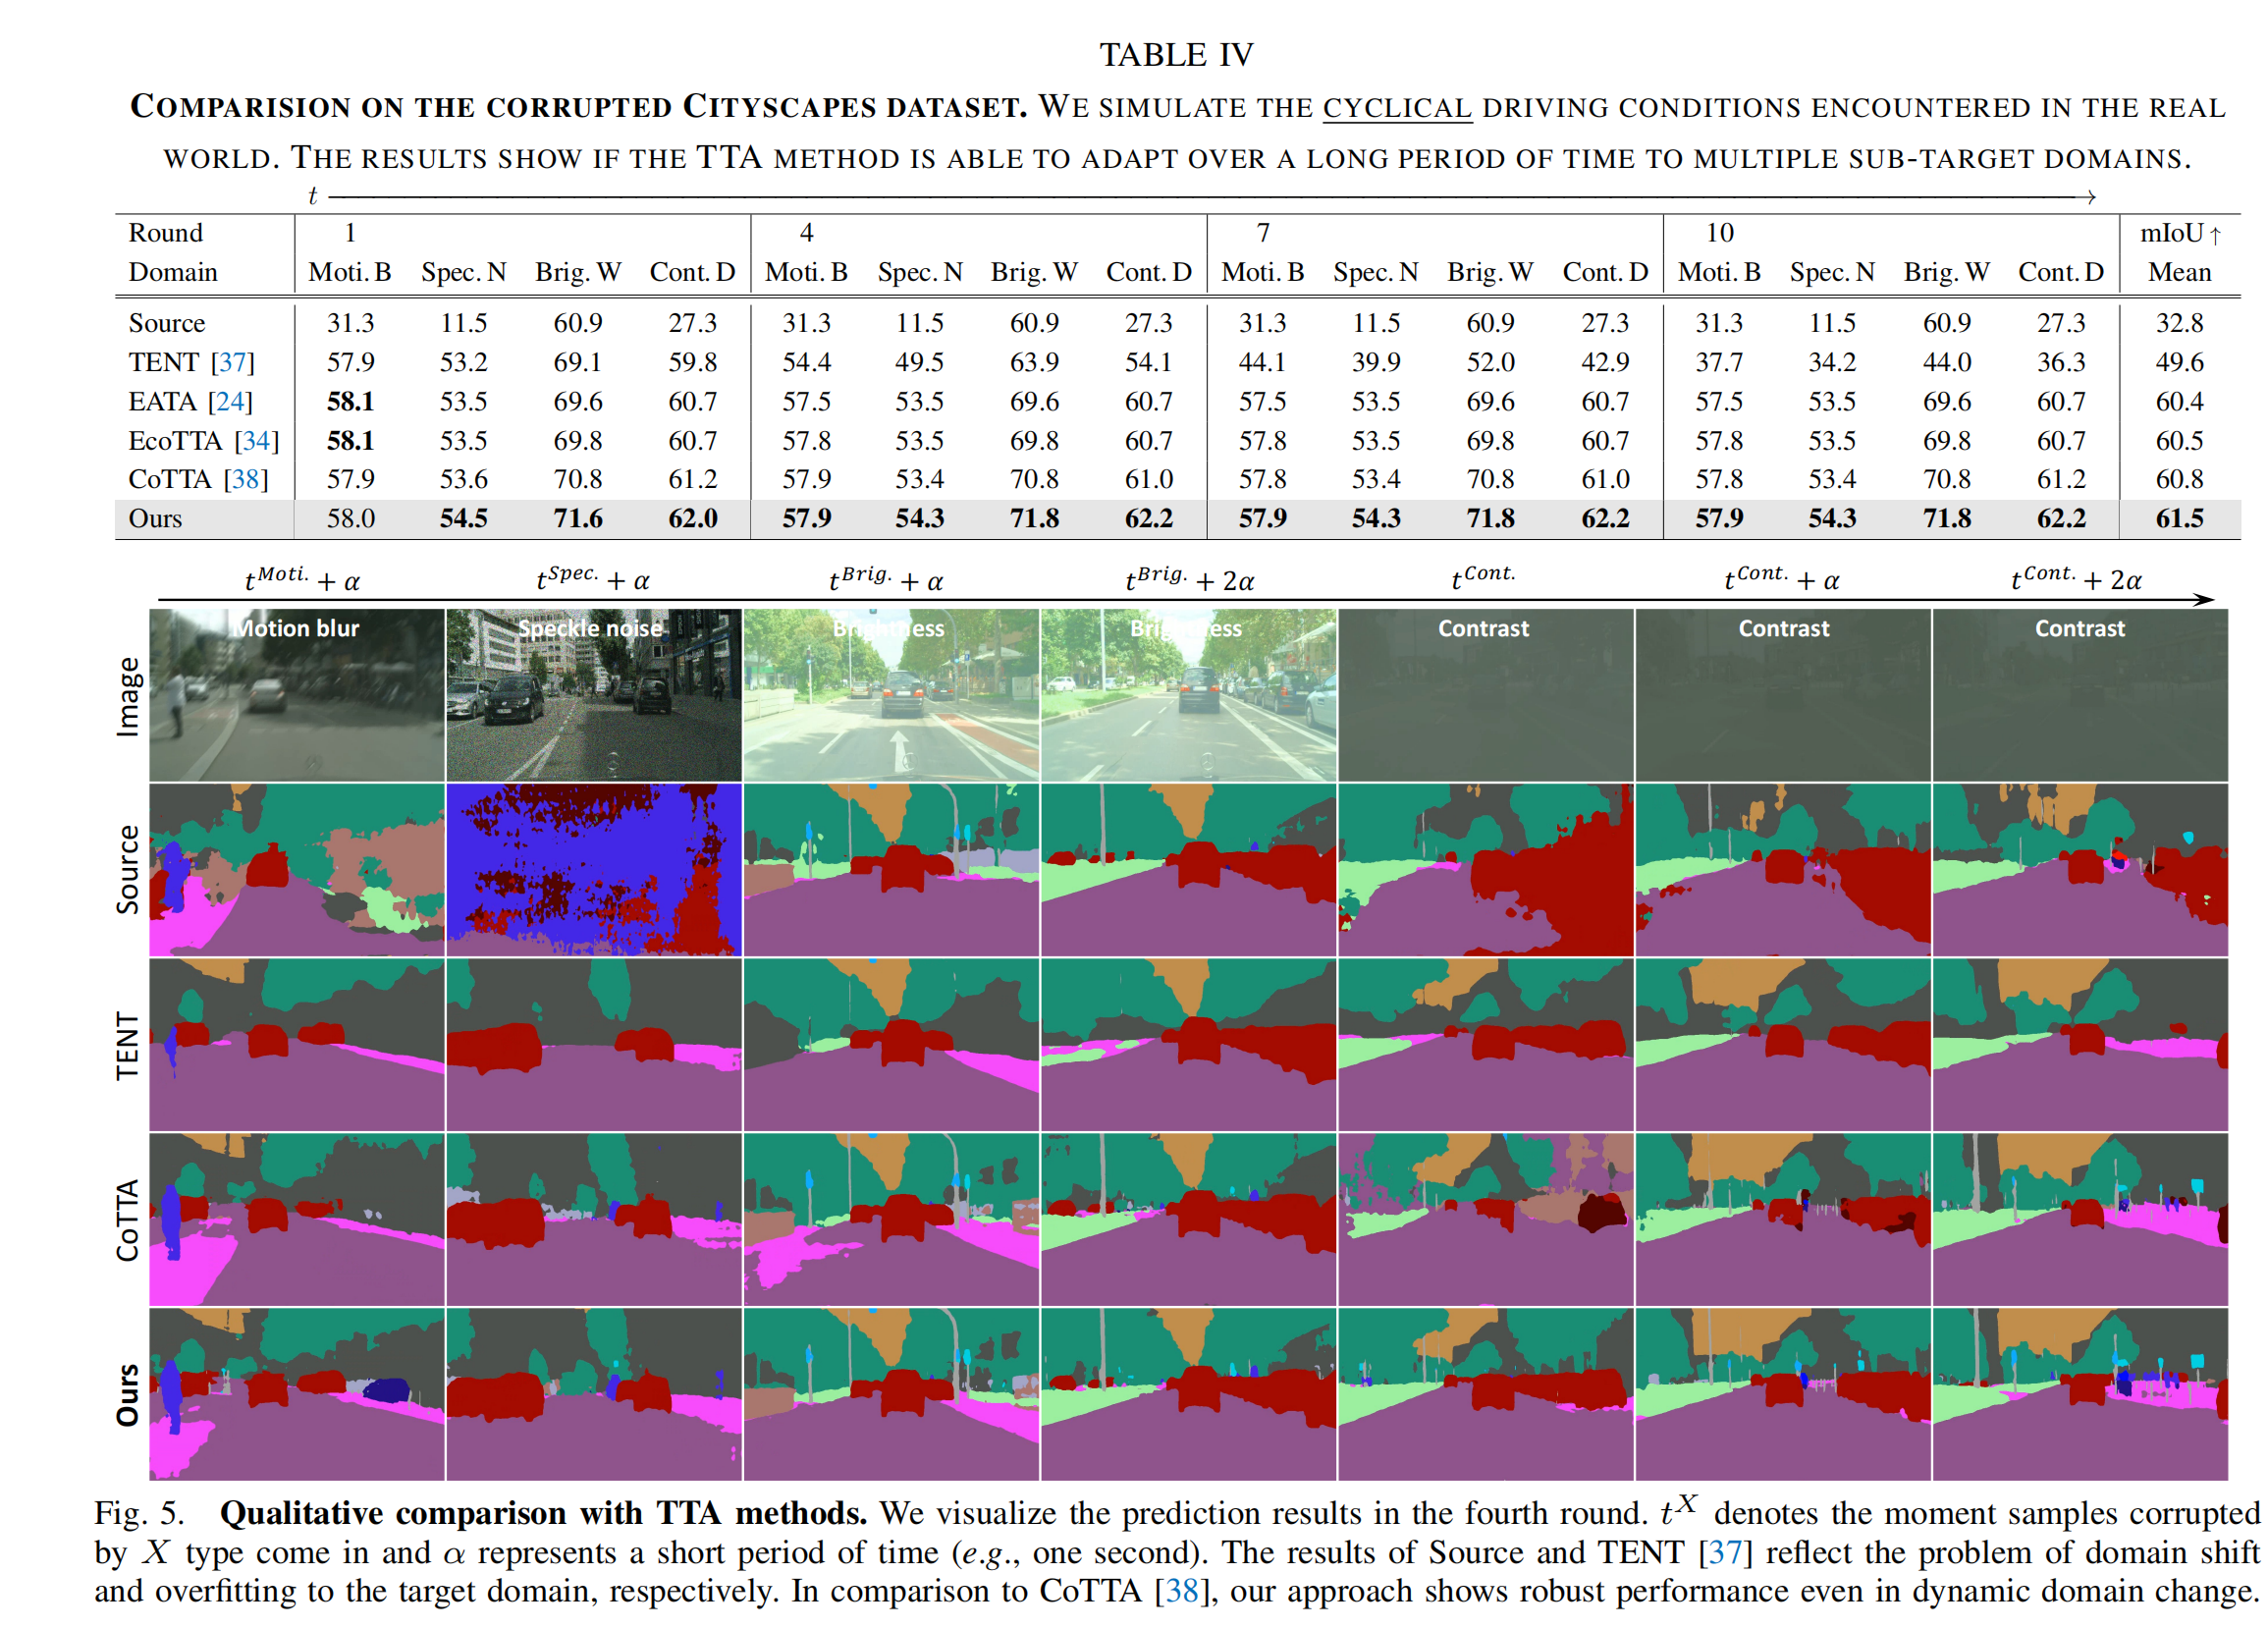 TABLE IV
COMPARISION ON THE CORRUPTED CITYSCAPES DATASET. WE SIMULATE THE CYCLICAL DRIVING CONDITIONS ENCOUNTERED IN THE REAL
WORLD. THE RESULTS SHOW IF THE TTA METHOD IS ABLE TO ADAPT OVER A LONG PERIOD OF TIME TO MULTIPLE SUB-TARGET DOMAINS.
t
Round 1 4 7 10 mIoU↑
Domain Moti. B Spec. N Brig. W Cont. D Moti. B Spec. N Brig. W Cont. D Moti. B Spec. N Brig. W Cont. D Moti. B Spec. N Brig. W Cont. D Mean
Source 31.3 11.5 60.9 27.3 31.3 11.5 60.9 27.3 31.3 11.5 60.9 27.3 31.3 11.5 60.9 27.3 32.8
TENT [37] 57.9 53.2 69.1 59.8 54.4 49.5 63.9 54.1 44.1 39.9 52.0 42.9 37.7 34.2 44.0 36.3 49.6
EATA [24] 58.1 53.5 69.6 60.7 57.5 53.5 69.6 60.7 57.5 53.5 69.6 60.7 57.5 53.5 69.6 60.7 60.4
EcoTTA [34] 58.1 53.5 69.8 60.7 57.8 53.5 69.8 60.7 57.8 53.5 69.8 60.7 57.8 53.5 69.8 60.7 60.5
CoTTA [38] 57.9 53.6 70.8 61.2 57.9 53.4 70.8 61.0 57.8 53.4 70.8 61.0 57.8 53.4 70.8 61.2 60.8
Ours 58.0 54.5 71.6 62.0 57.9 54.3 71.8 62.2 57.9 54.3 71.8 62.2 57.9 54.3 71.8 62.2 61.5
t^Moti. + α t^Spec. + α t^Brig. + α t^Brig. + 2α t^Cont. t^Cont. + α t^Cont. + 2α
Image Motion blur Speckle noise Brightness Brightness Contrast Contrast Contrast
Source
TENT
CoTTA
Ours
Fig. 5. Qualitative comparison with TTA methods. We visualize the prediction results in the fourth round. t^X denotes the moment samples corrupted
by X type come in and α represents a short period of time (e.g., one second). The results of Source and TENT [37] reflect the problem of domain shift
and overfitting to the target domain, respectively. In comparison to CoTTA [38], our approach shows robust performance even in dynamic domain change.